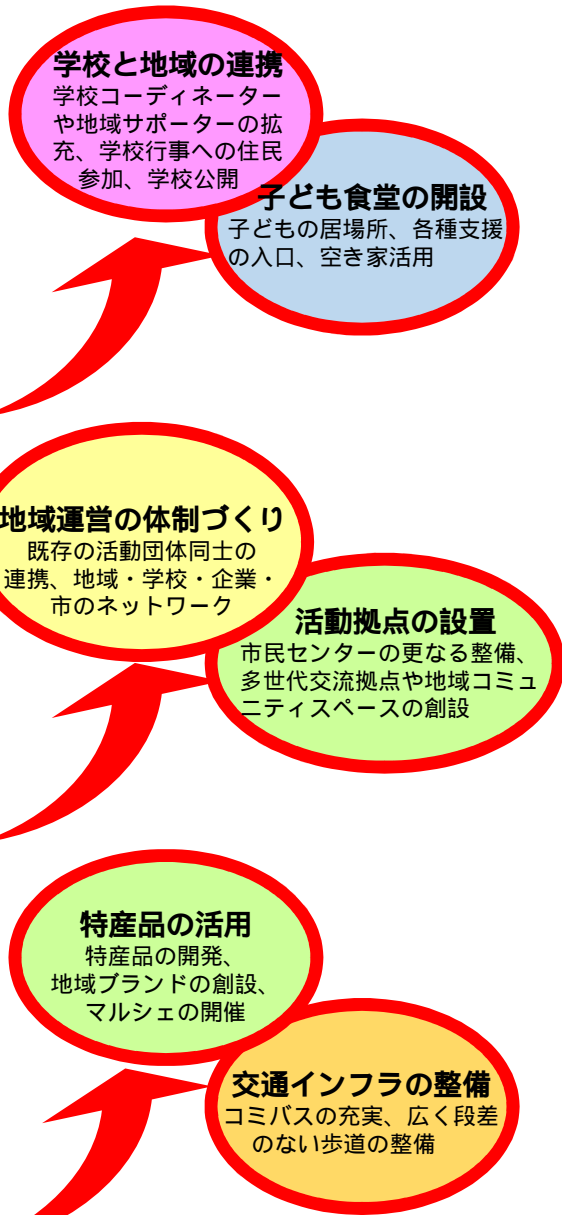 学校と地域の連携
学校コーディネーター
や地域サポーターの拡
充、学校行事への住民
参加、学校公開
子ども食堂の開設
子どもの居場所、各種支援
の入口、空き家活用
地域運営の体制づくり
既存の活動団体同士の
連携、地域・学校・企業・
市のネットワーク
活動拠点の設置
市民センターの更なる整備、
多世代交流拠点や地域コミュ
ニティスペースの創設
特産品の活用
特産品の開発、
地域ブランドの創設、
マルシェの開催
交通インフラの整備
コミバスの充実、広く段差
のない歩道の整備